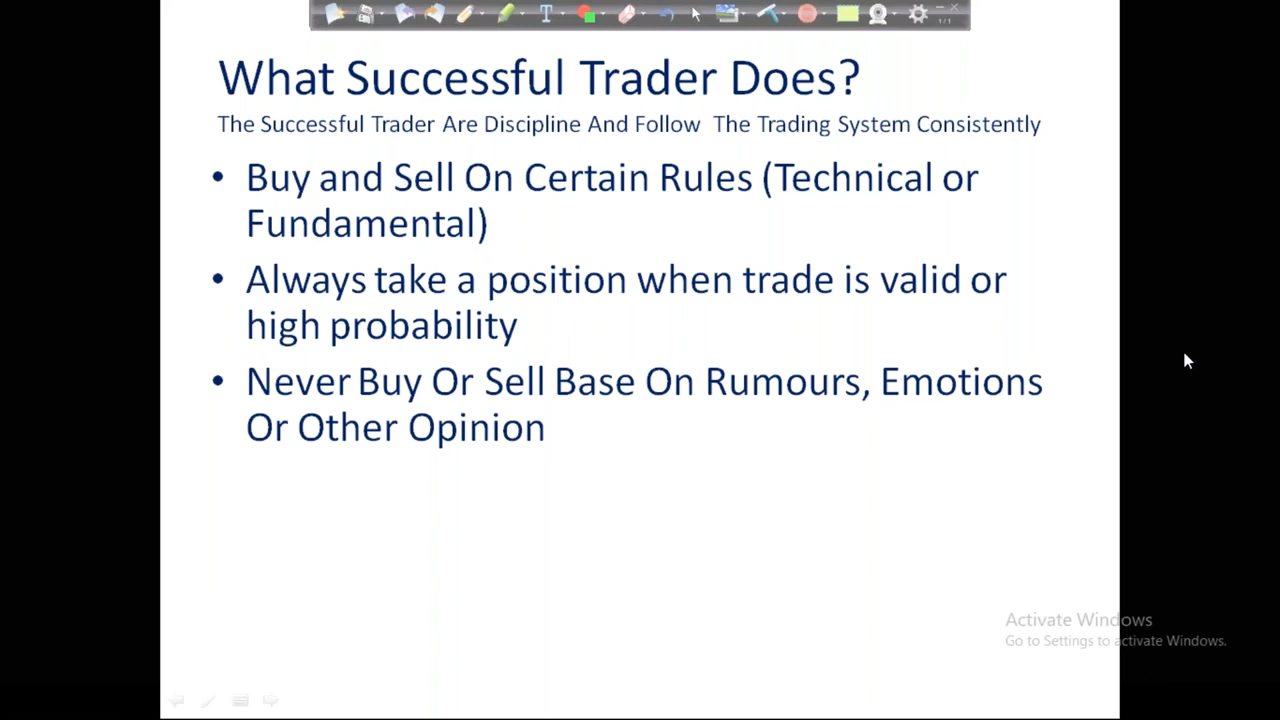 1/1
What Successful Trader Does?
The Successful Trader Are Discipline And Follow The Trading System Consistently
• Buy and Sell On Certain Rules (Technical or
Fundamental)
• Always take a position when trade is valid or
high probability
• Never Buy Or Sell Base On Rumours, Emotions
Or Other Opinion
Activate Windows
Go to Settings to activate Windows.